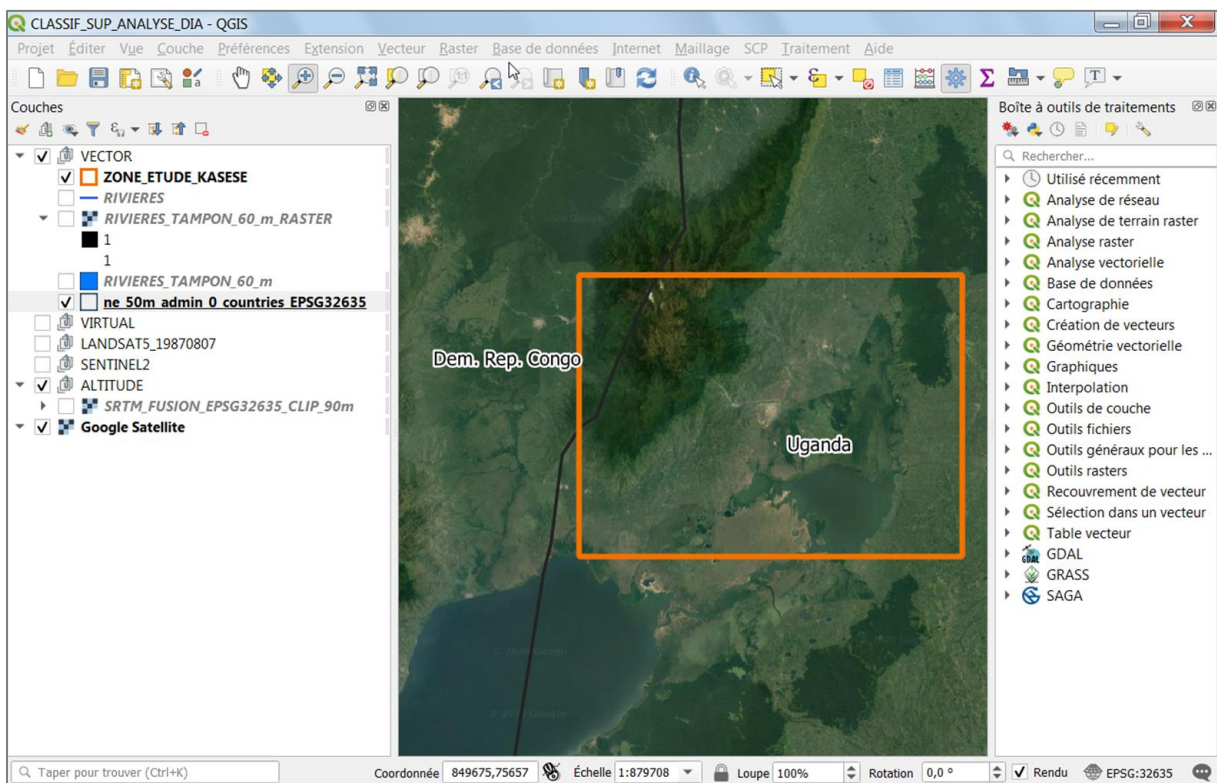 CLASSIF_SUP_ANALYSE_DIA - QGIS
Projet Éditer Vue Couche Préférences Extension Vecteur Raster Base de données Internet Maillage SCP Traitement Aide
Couches
VECTOR
ZONE_ETUDE_KASESE
RIVIERES
RIVIERES_TAMPON_60_m_RASTER
1
1
RIVIERES_TAMPON_60_m
ne_50m_admin_0_countries_EPSG32635
VIRTUAL
LANDSAT5_19870807
SENTINEL2
ALTITUDE
SRTM_FUSION_EPSG32635_CLIP_90m
Google Satellite
Dem. Rep. Congo
Uganda
Boîte à outils de traitements
Rechercher...
Utilisé récemment
Analyse de réseau
Analyse de terrain raster
Analyse raster
Analyse vectorielle
Base de données
Cartographie
Création de vecteurs
Géométrie vectorielle
Graphiques
Interpolation
Outils de couche
Outils fichiers
Outils généraux pour les ...
Outils rasters
Recouvrement de vecteur
Sélection dans un vecteur
Table vecteur
GDAL
GRASS
SAGA
Taper pour trouver (Ctrl+K) Coordonnée 849675,75657 Échelle 1:879708 Loupe 100% Rotation 0,0 ° Rendu EPSG:32635